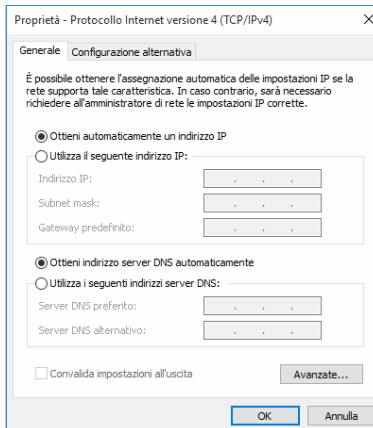 Proprietà - Protocollo Internet versione 4 (TCP/IPv4)
Generale Configurazione alternativa
È possibile ottenere l'assegnazione automatica delle impostazioni IP se la
rete supporta tale caratteristica. In caso contrario, sarà necessario
richiedere all'amministratore di rete le impostazioni IP corrette.
Ottieni automaticamente un indirizzo IP
Utilizza il seguente indirizzo IP:
Indirizzo IP:
Subnet mask:
Gateway predefinito:
Ottieni indirizzo server DNS automaticamente
Utilizza i seguenti indirizzi server DNS:
Server DNS preferito:
Server DNS alternativo:
Convalida impostazioni all'uscita
Avanzate...
OK Annulla